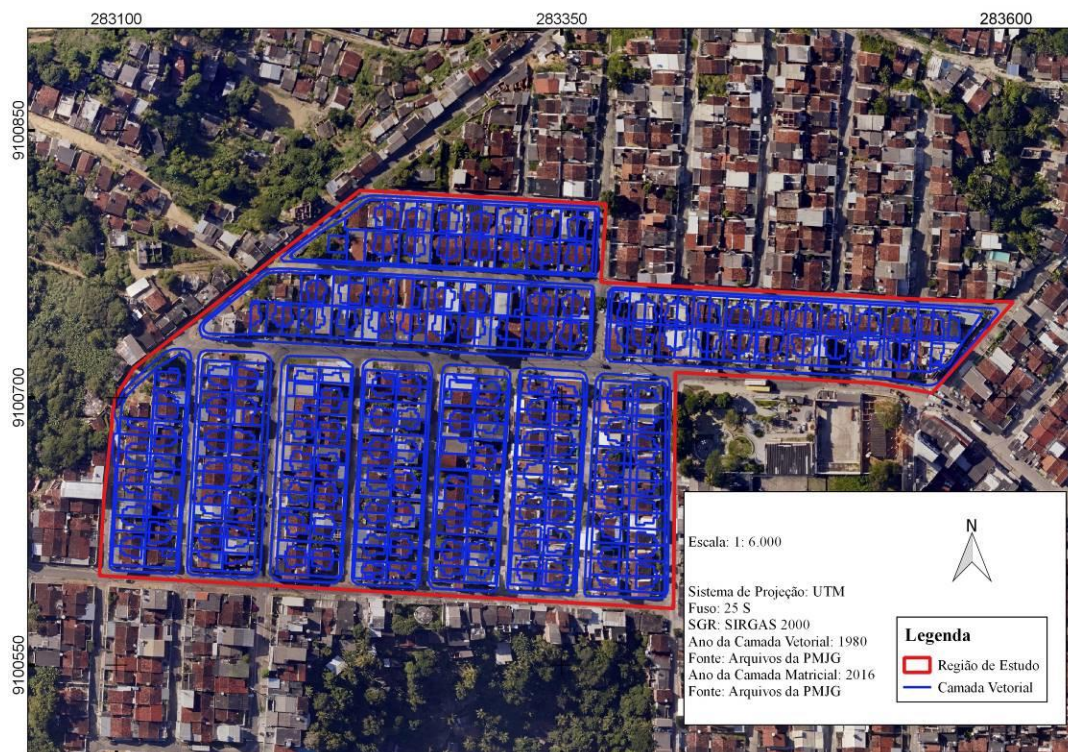 283100
283350
283600
9100850
9100700
9100550
Escala: 1: 6.000
N
Sistema de Projeção: UTM
Fuso: 25 S
SGR: SIRGAS 2000
Ano da Camada Vetorial: 1980
Fonte: Arquivos da PMJG
Ano da Camada Matricial: 2016
Fonte: Arquivos da PMJG
Legenda
Região de Estudo
Camada Vetorial